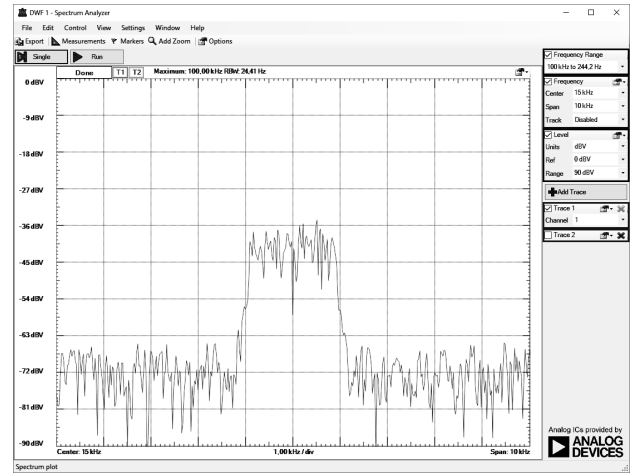 DWF 1 - Spectrum Analyzer
File Edit Control View Settings Window Help
Export Measurements Markers Add Zoom Options
Single Run
Done T1 T2 Maximum: 100,00 kHz RBW: 24,41 Hz
0 dBV
-9 dBV
-18 dBV
-27 dBV
-36 dBV
-45 dBV
-54 dBV
-63 dBV
-72 dBV
-81 dBV
-90 dBV
Center: 15 kHz 1,00 kHz / div Span: 10 kHz
Spectrum plot
Frequency Range
100 kHz to 244,2 Hz
Frequency
Center 15 kHz
Span 10 kHz
Track Disabled
Level
Units dBV
Ref 0 dBV
Range 90 dBV
Add Trace
Trace 1
Channel 1
Trace 2
Analog ICs provided by
ANALOG
DEVICES